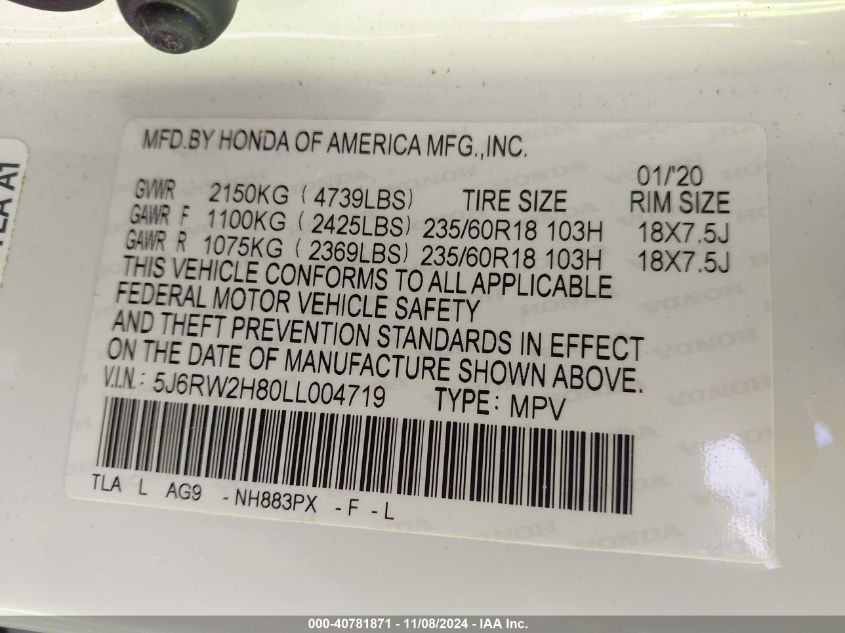 MFD.BY HONDA OF AMERICA MFG.,INC.
01/'20
GVWR 2150KG (4739LBS) TIRE SIZE RIM SIZE
GAWR F 1100KG (2425LBS) 235/60R18 103H 18X7.5J
GAWR R 1075KG (2369LBS) 235/60R18 103H 18X7.5J
THIS VEHICLE CONFORMS TO ALL APPLICABLE
FEDERAL MOTOR VEHICLE SAFETY
AND THEFT PREVENTION STANDARDS IN EFFECT
ON THE DATE OF MANUFACTURE SHOWN ABOVE.
V.I.N.: 5J6RW2H80LL004719 TYPE: MPV
TLA L AG9 -NH883PX -F -L
000-40781871 - 11/08/2024 - IAA Inc.